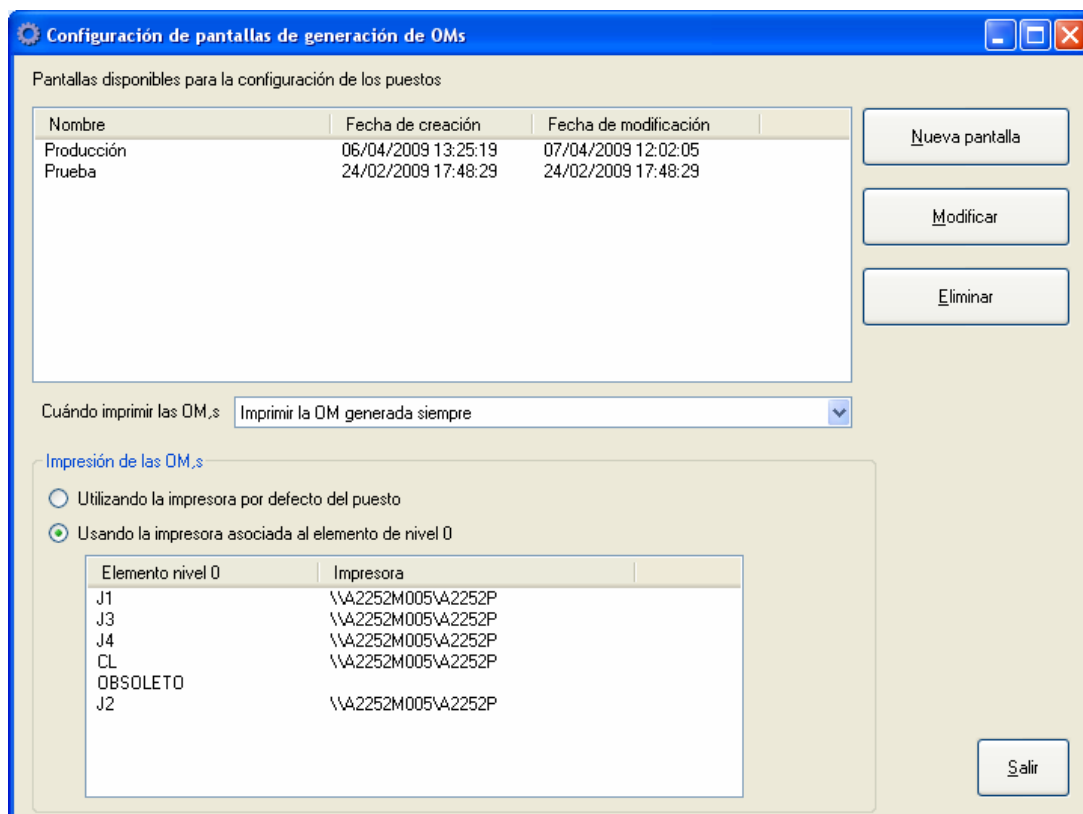 Configuración de pantallas de generación de OMs
Pantallas disponibles para la configuración de los puestos
Nombre Fecha de creación Fecha de modificación
Producción 06/04/2009 13:25:19 07/04/2009 12:02:05
Prueba 24/02/2009 17:48:29 24/02/2009 17:48:29
Nueva pantalla
Modificar
Eliminar
Cuándo imprimir las OM,s Imprimir la OM generada siempre
Impresión de las OM,s
Utilizando la impresora por defecto del puesto
Usando la impresora asociada al elemento de nivel 0
Elemento nivel 0 Impresora
J1 \\A2252M005\A2252P
J3 \\A2252M005\A2252P
J4 \\A2252M005\A2252P
CL \\A2252M005\A2252P
OBSOLETO
J2 \\A2252M005\A2252P
Salir